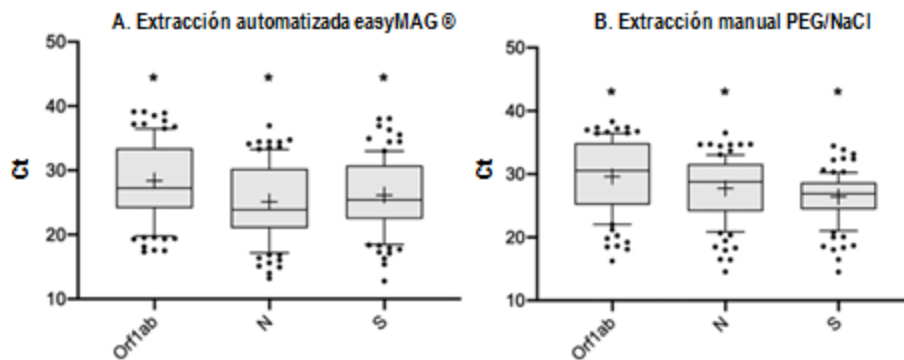 A. Extracción automatizada easyMAG ®
50
40
30
20
10
Ct
* * *
Orf1ab N S
B. Extracción manual PEG/NaCl
50
40
30
20
10
Ct
* * *
Orf1ab N S